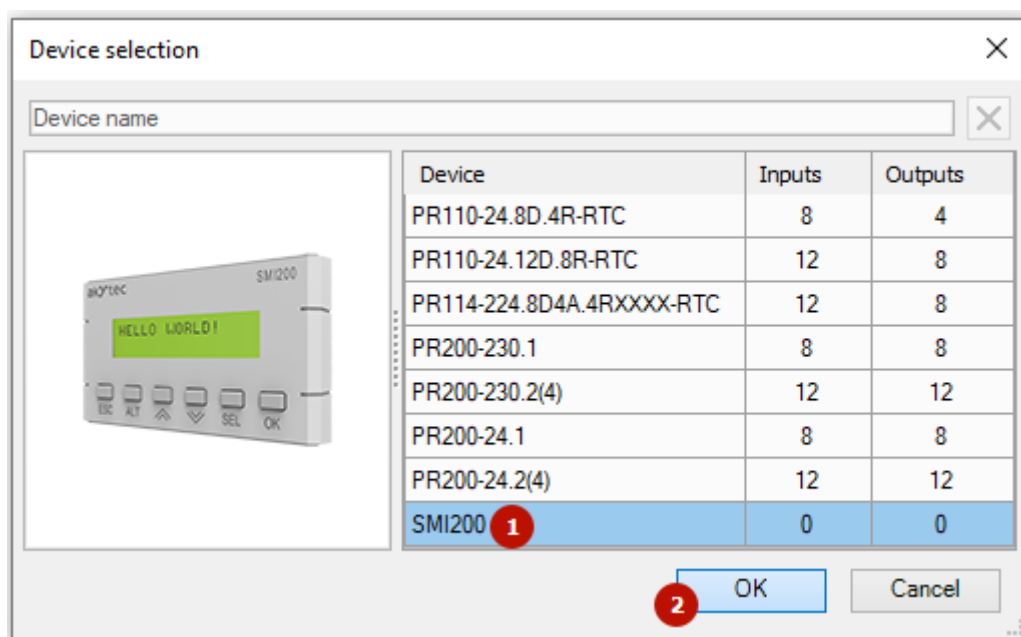 Device selection
Device name
Device Inputs Outputs
PR110-24.8D.4R-RTC 8 4
PR110-24.12D.8R-RTC 12 8
PR114-224.8D4A.4RXXXX-RTC 12 8
PR200-230.1 8 8
PR200-230.2(4) 12 12
PR200-24.1 8 8
PR200-24.2(4) 12 12
SMI200 1 0 0
akYtec SMI200
HELLO WORLD!
ESC ALT SEL OK
2 OK Cancel